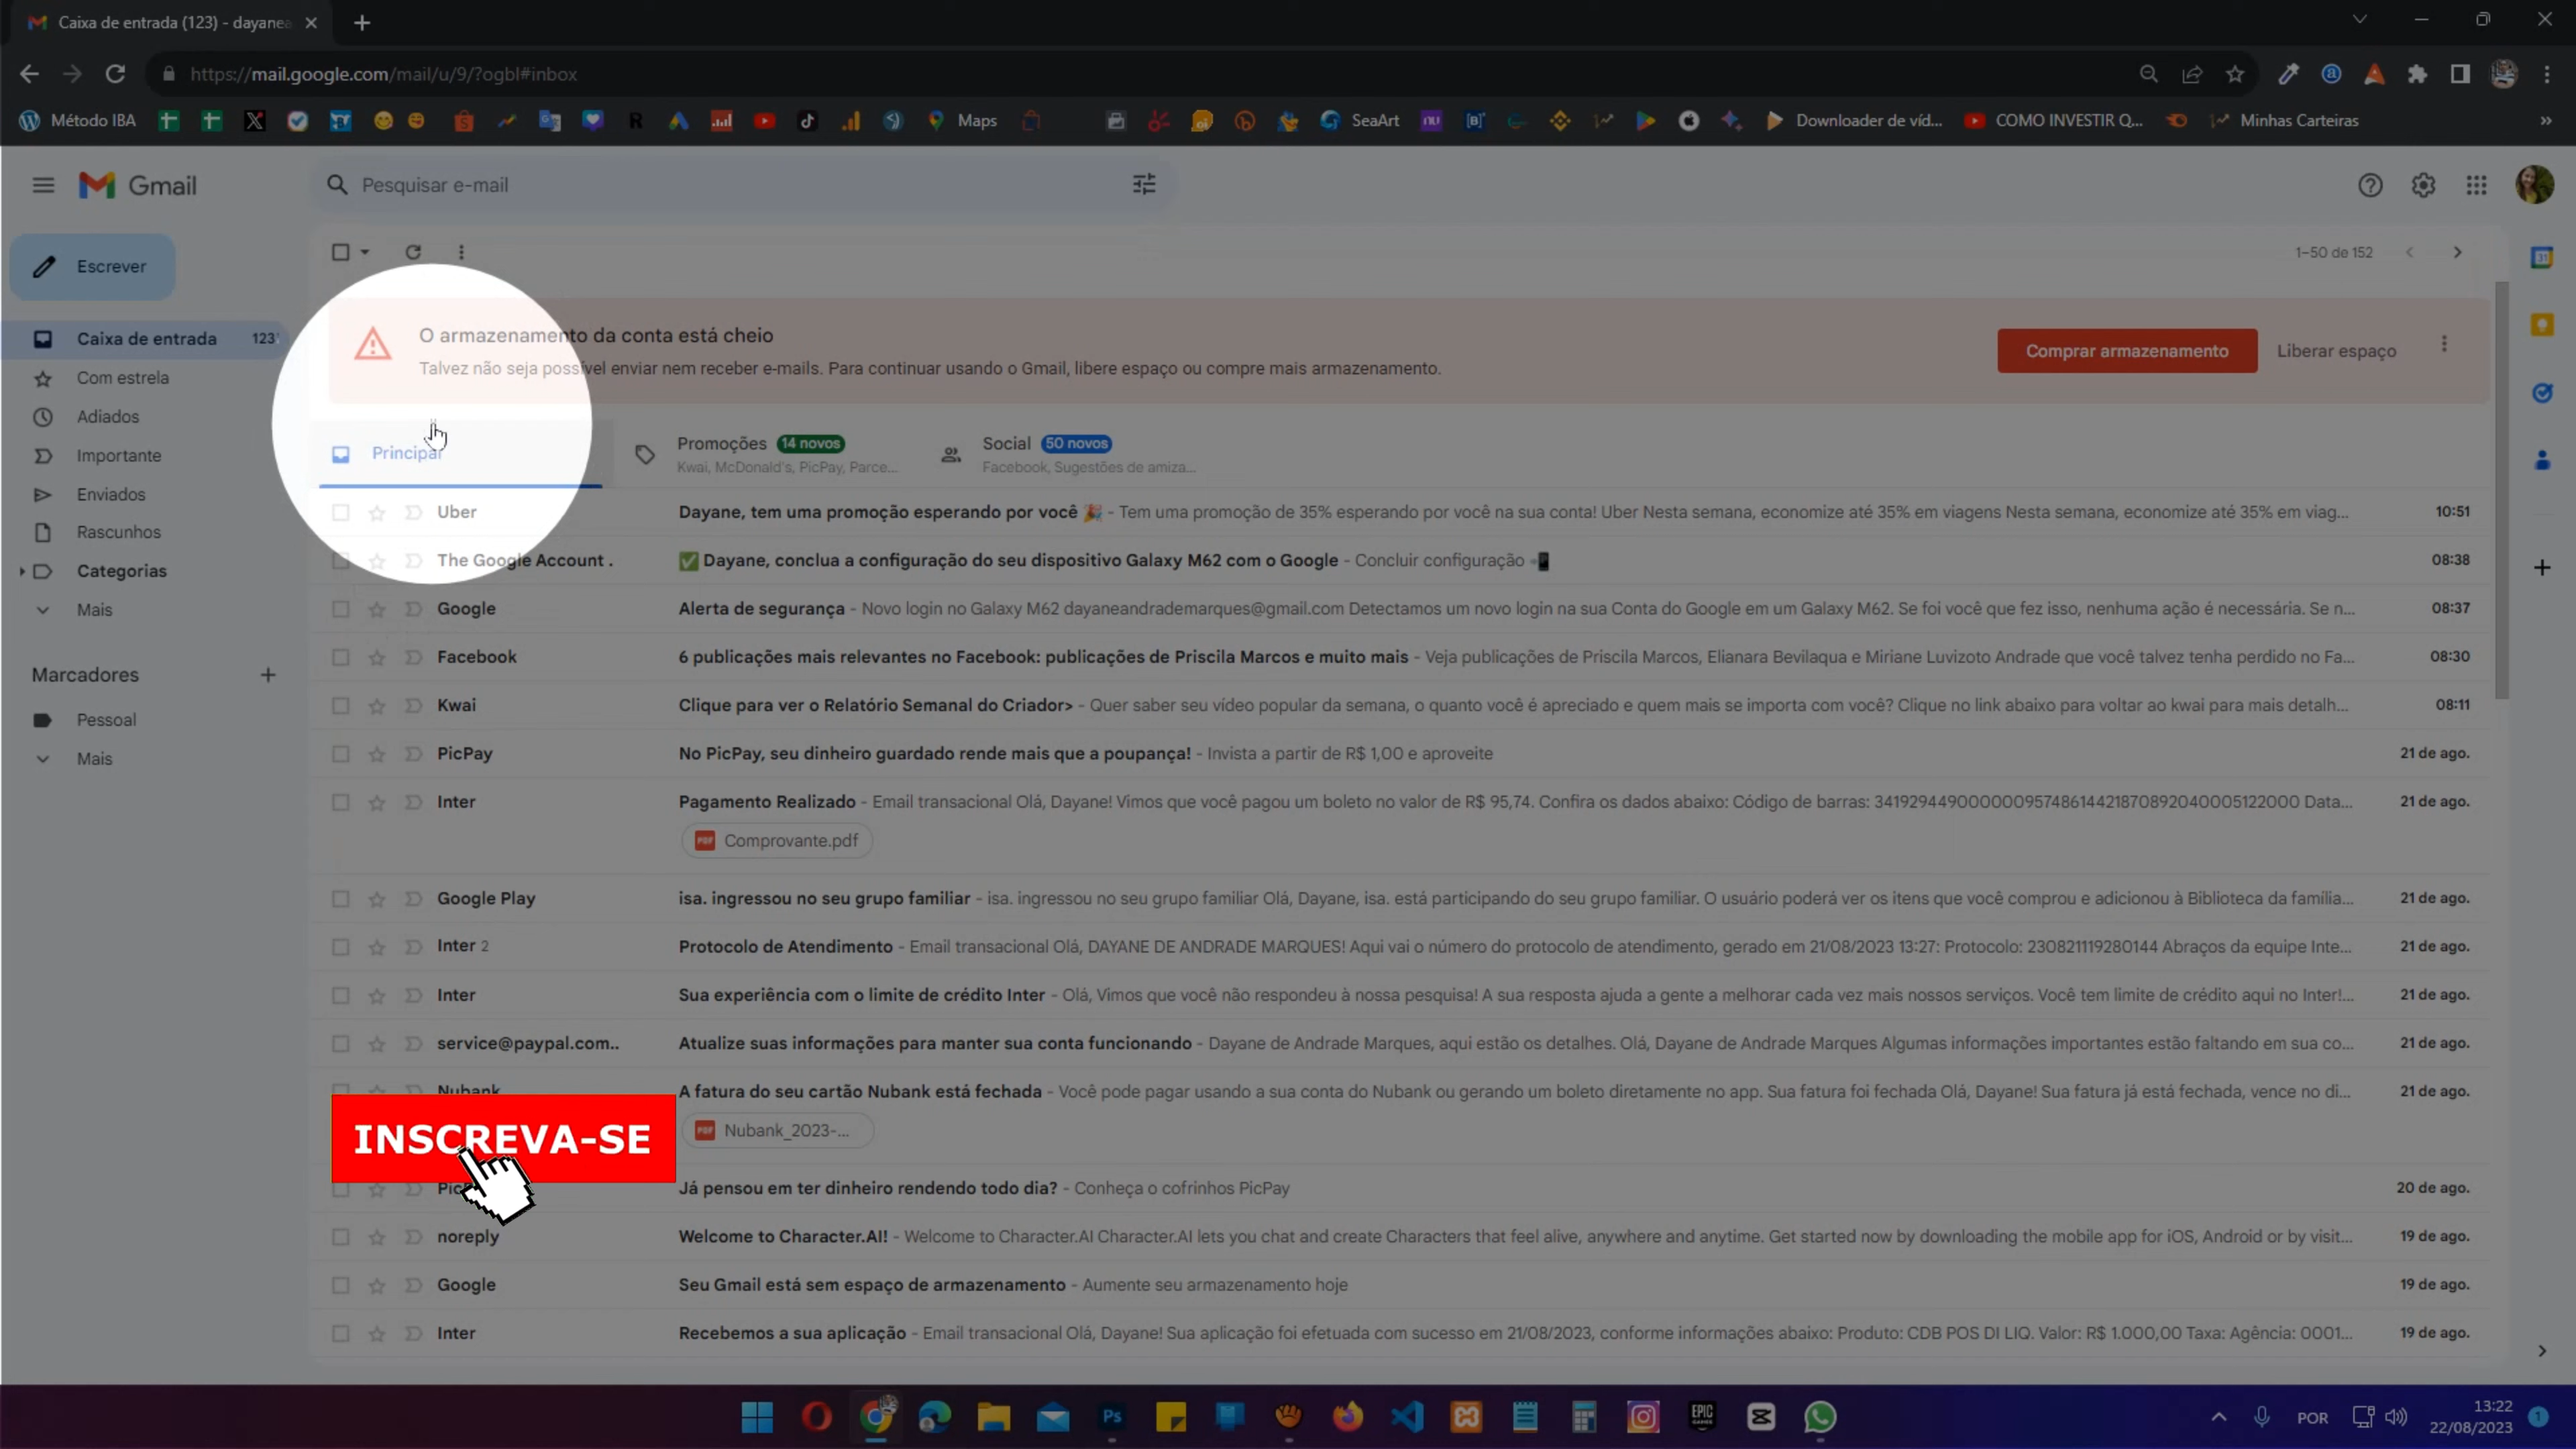 Caixa de entrada (123) - dayanea
https://mail.google.com/mail/u/9/?ogbl#inbox
Método IBA
Maps
SeaArt
Downloader de víd...
COMO INVESTIR Q...
Minhas Carteiras
Gmail
Pesquisar e-mail
Escrever
1–50 de 152
Caixa de entrada 123
Com estrela
Adiados
Importante
Enviados
Rascunhos
Categorias
Mais
Marcadores
Pessoal
Mais
O armazenamento da conta está cheio
Talvez não seja possível enviar nem receber e-mails. Para continuar usando o Gmail, libere espaço ou compre mais armazenamento.
Comprar armazenamento
Liberar espaço
Principal
Promoções 14 novos
Kwai, McDonald's, PicPay, Parce...
Social 50 novos
Facebook, Sugestões de amiza...
Uber Dayane, tem uma promoção esperando por você 🎉 - Tem uma promoção de 35% esperando por você na sua conta! Uber Nesta semana, economize até 35% em viagens Nesta semana, economize até 35% em viag... 10:51
The Google Account . ✅ Dayane, conclua a configuração do seu dispositivo Galaxy M62 com o Google - Concluir configuração 📲 08:38
Google Alerta de segurança - Novo login no Galaxy M62 dayaneandrademarques@gmail.com Detectamos um novo login na sua Conta do Google em um Galaxy M62. Se foi você que fez isso, nenhuma ação é necessária. Se n... 08:37
Facebook 6 publicações mais relevantes no Facebook: publicações de Priscila Marcos e muito mais - Veja publicações de Priscila Marcos, Elianara Bevilaqua e Miriane Luvizoto Andrade que você talvez tenha perdido no Fa... 08:30
Kwai Clique para ver o Relatório Semanal do Criador> - Quer saber seu vídeo popular da semana, o quanto você é apreciado e quem mais se importa com você? Clique no link abaixo para voltar ao kwai para mais detalh... 08:11
PicPay No PicPay, seu dinheiro guardado rende mais que a poupança! - Invista a partir de R$ 1,00 e aproveite 21 de ago.
Inter Pagamento Realizado - Email transacional Olá, Dayane! Vimos que você pagou um boleto no valor de R$ 95,74. Confira os dados abaixo: Código de barras: 34192944900000009574861442187089204000512​2000 Data... 21 de ago.
Comprovante.pdf
Google Play isa. ingressou no seu grupo familiar - isa. ingressou no seu grupo familiar Olá, Dayane, isa. está participando do seu grupo familiar. O usuário poderá ver os itens que você comprou e adicionou à Biblioteca da família... 21 de ago.
Inter 2 Protocolo de Atendimento - Email transacional Olá, DAYANE DE ANDRADE MARQUES! Aqui vai o número do protocolo de atendimento, gerado em 21/08/2023 13:27: Protocolo: 230821119280144 Abraços da equipe Inte... 21 de ago.
Inter Sua experiência com o limite de crédito Inter - Olá, Vimos que você não respondeu à nossa pesquisa! A sua resposta ajuda a gente a melhorar cada vez mais nossos serviços. Você tem limite de crédito aqui no Inter!... 21 de ago.
service@paypal.com.. Atualize suas informações para manter sua conta funcionando - Dayane de Andrade Marques, aqui estão os detalhes. Olá, Dayane de Andrade Marques Algumas informações importantes estão faltando em sua co... 21 de ago.
Nubank A fatura do seu cartão Nubank está fechada - Você pode pagar usando a sua conta do Nubank ou gerando um boleto diretamente no app. Sua fatura foi fechada Olá, Dayane! Sua fatura já está fechada, vence no di... 21 de ago.
Nubank_2023-...
INSCREVA-SE
Já pensou em ter dinheiro rendendo todo dia? - Conheça o cofrinhos PicPay 20 de ago.
noreply Welcome to Character.AI! - Welcome to Character.AI Character.AI lets you chat and create Characters that feel alive, anywhere and anytime. Get started now by downloading the mobile app for iOS, Android or by visit... 19 de ago.
Google Seu Gmail está sem espaço de armazenamento - Aumente seu armazenamento hoje 19 de ago.
Inter Recebemos a sua aplicação - Email transacional Olá, Dayane! Sua aplicação foi efetuada com sucesso em 21/08/2023, conforme informações abaixo: Produto: CDB POS DI LIQ. Valor: R$ 1.000,00 Taxa: Agência: 0001... 19 de ago.
POR
13:22
22/08/2023
1